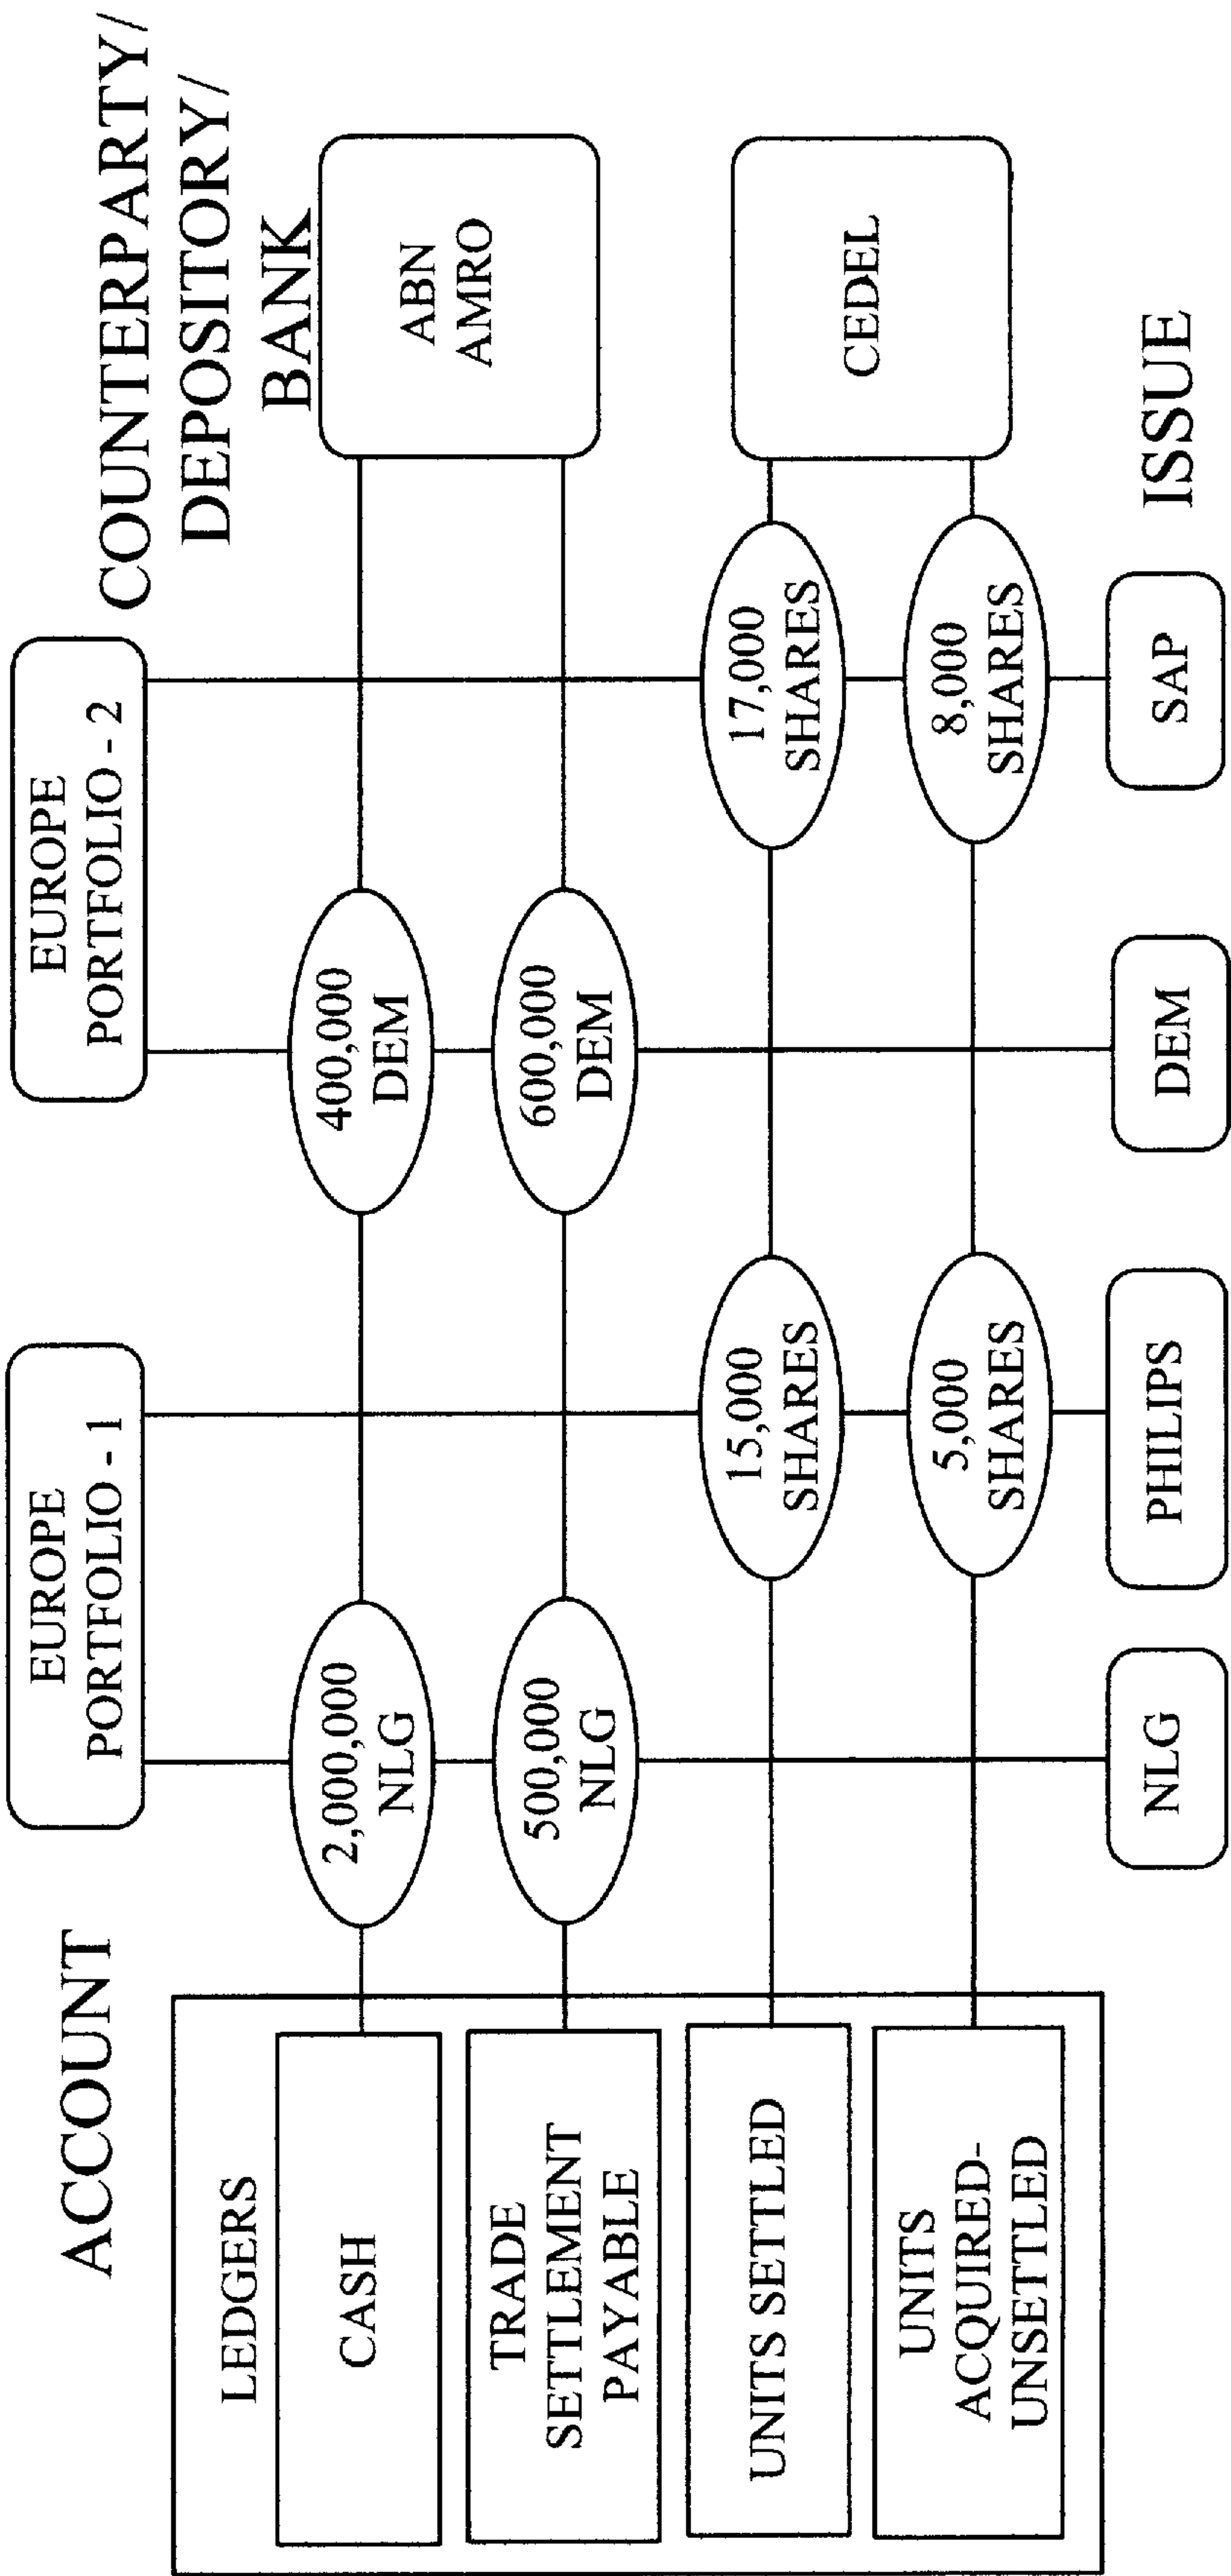 ACCOUNT
EUROPE
PORTFOLIO - 1
EUROPE
PORTFOLIO - 2
COUNTERPARTY/
DEPOSITORY/
BANK
LEDGERS
CASH
2,000,000
NLG
400,000
DEM
ABN
AMRO
TRADE
SETTLEMENT
PAYABLE
500,000
NLG
600,000
DEM
UNITS SETTLED
15,000
SHARES
17,000
SHARES
CEDEL
UNITS
ACQUIRED-
UNSETTLED
5,000
SHARES
8,000
SHARES
NLG
PHILIPS
DEM
SAP
ISSUE